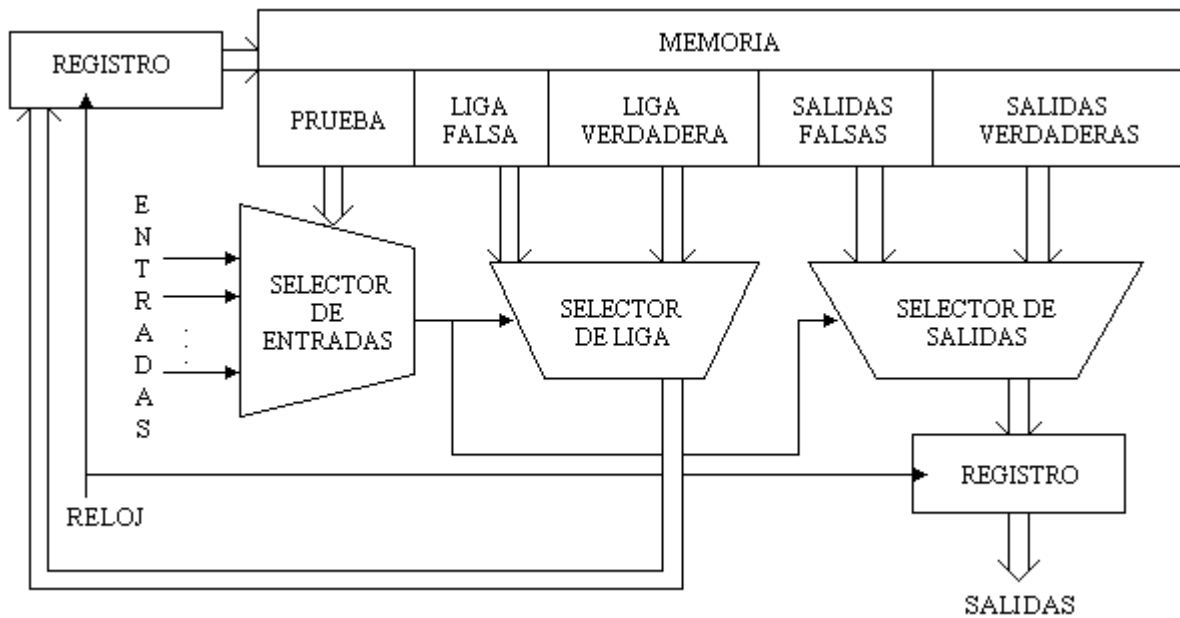 MEMORIA
REGISTRO
PRUEBA
LIGA
FALSA
LIGA
VERDADERA
SALIDAS
FALSAS
SALIDAS
VERDADERAS
ENTRADAS
SELECTOR
DE
ENTRADAS
SELECTOR
DE LIGA
SELECTOR DE
SALIDAS
REGISTRO
RELOJ
SALIDAS